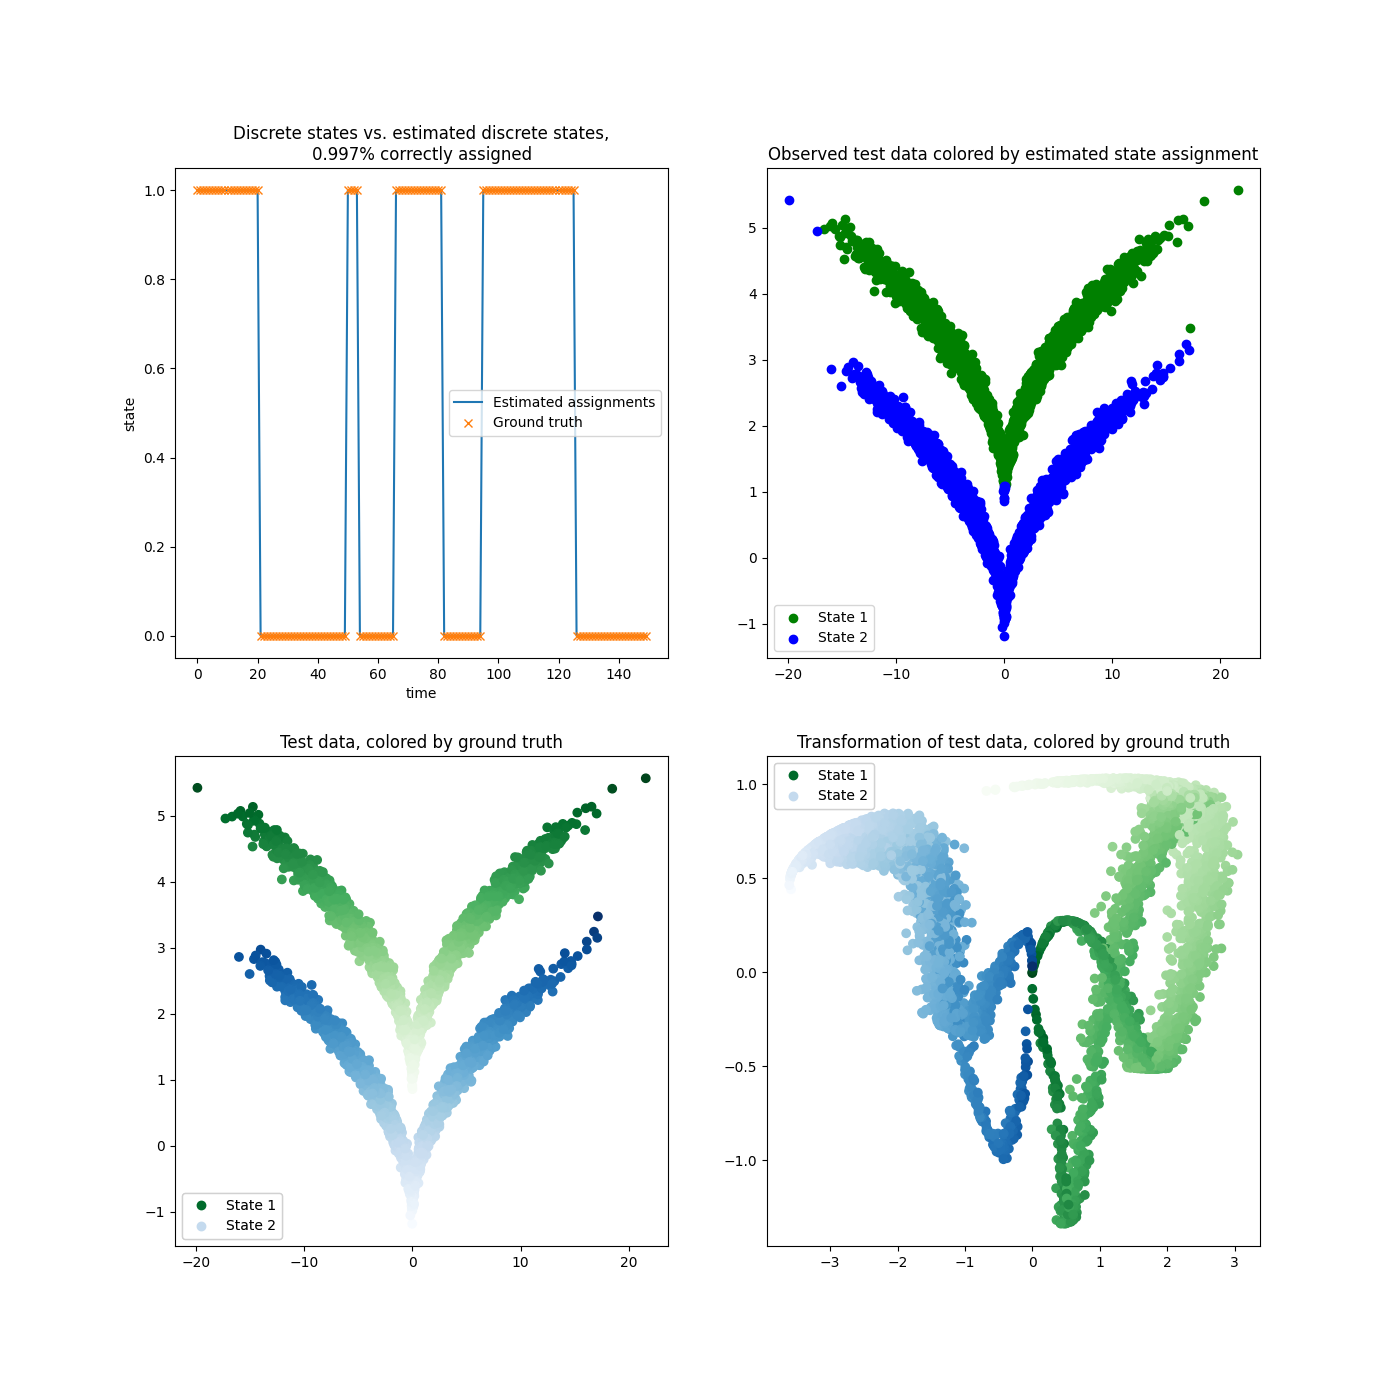 Discrete states vs. estimated discrete states,
0.997% correctly assigned
1.0
0.8
0.6
0.4
0.2
0.0
state
Estimated assignments
Ground truth
0 20 40 60 80 100 120 140
time
Observed test data colored by estimated state assignment
5
4
3
2
1
0
−1
State 1
State 2
−20 −10 0 10 20
Test data, colored by ground truth
5
4
3
2
1
0
−1
State 1
State 2
−20 −10 0 10 20
Transformation of test data, colored by ground truth
State 1
State 2
1.0
0.5
0.0
−0.5
−1.0
−3 −2 −1 0 1 2 3